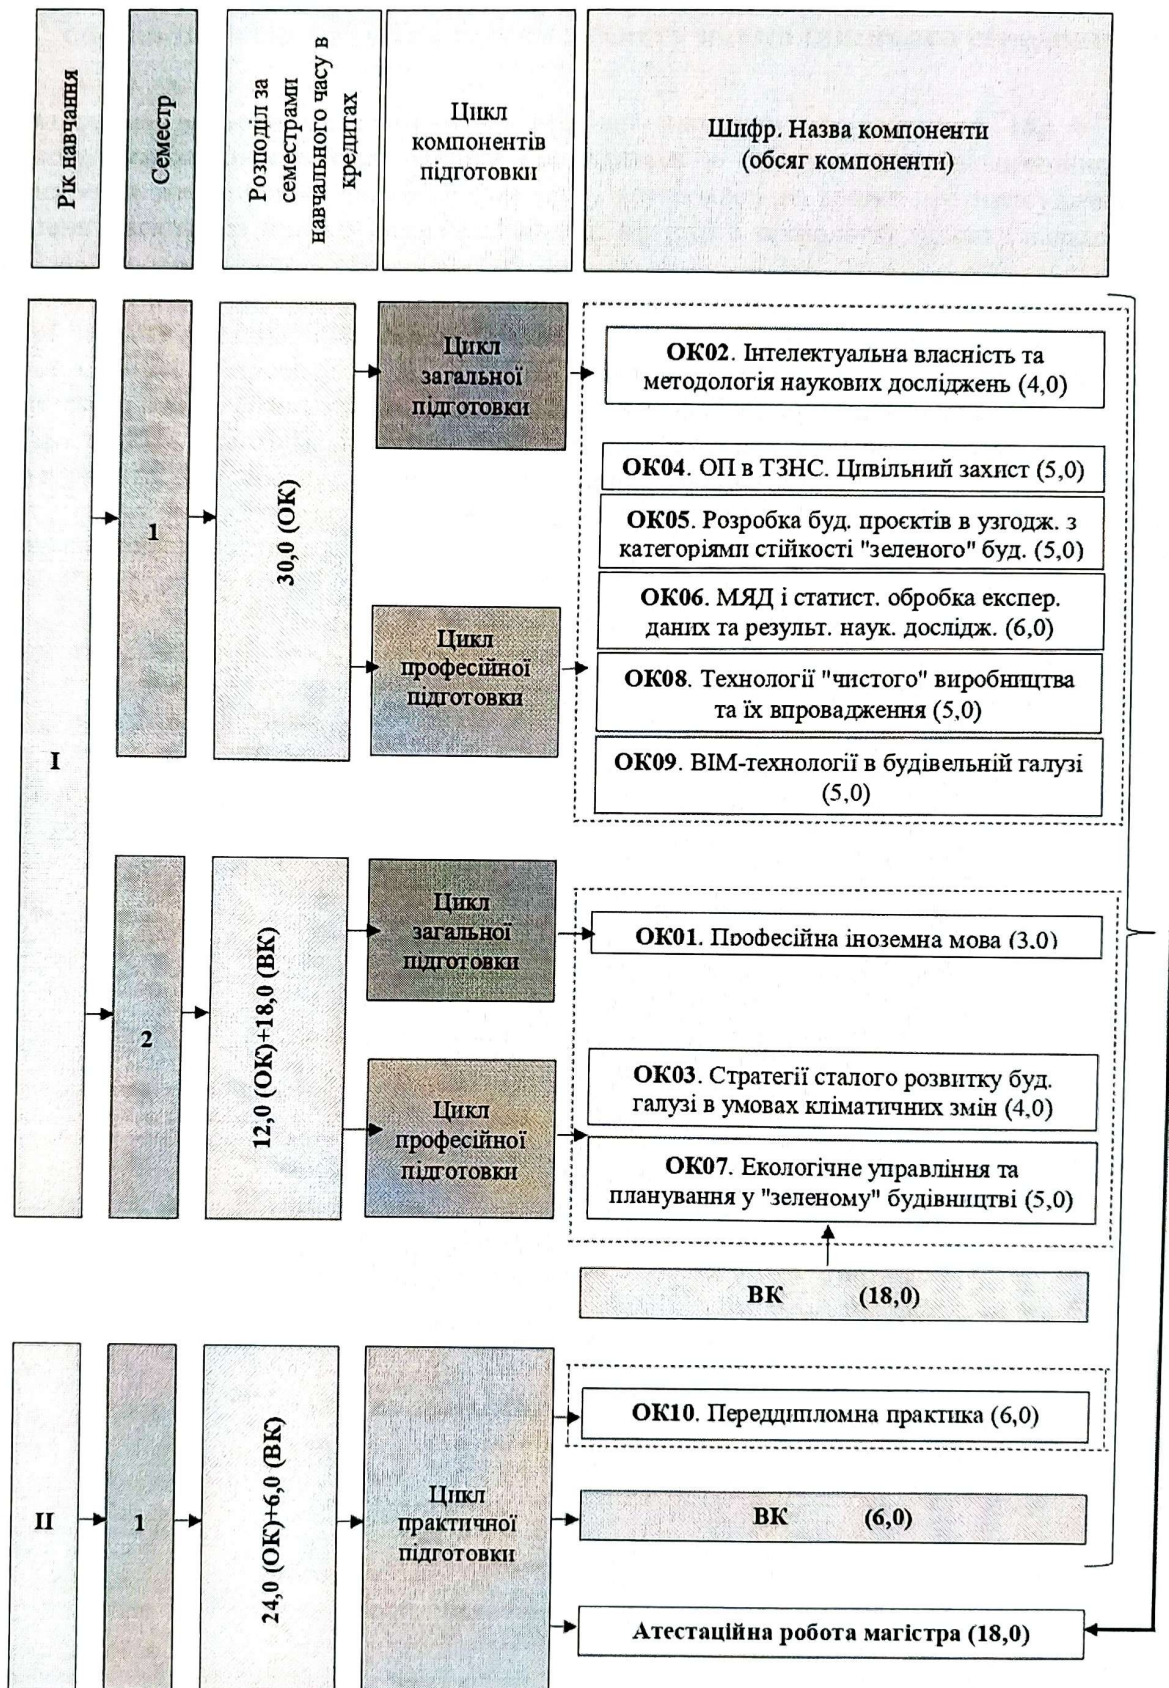 Рік навчання
Семестр
Розподіл за
семестрами
навчального часу в
кредитах
Цикл
компонентів
підготовки
Шифр. Назва компоненти
(обсяг компоненти)
I
1
30,0 (ОК)
Цикл
загальної
підготовки
ОК02. Інтелектуальна власність та
методологія наукових досліджень (4,0)
Цикл
професійної
підготовки
ОК04. ОП в ТЗНС. Цивільний захист (5,0)
ОК05. Розробка буд. проєктів в узгодж. з
категоріями стійкості "зеленого" буд. (5,0)
ОК06. МЯД і статист. обробка експер.
даних та результ. наук. дослідж. (6,0)
ОК08. Технології "чистого" виробництва
та їх впровадження (5,0)
ОК09. BIM-технології в будівельній галузі
(5,0)
2
12,0 (ОК)+18,0 (ВК)
Цикл
загальної
підготовки
ОК01. Професійна іноземна мова (3,0)
Цикл
професійної
підготовки
ОК03. Стратегії сталого розвитку буд.
галузі в умовах кліматичних змін (4,0)
ОК07. Екологічне управління та
планування у "зеленому" будівництві (5,0)
ВК (18,0)
II
1
24,0 (ОК)+6,0 (ВК)
Цикл
практичної
підготовки
ОК10. Переддипломна практика (6,0)
ВК (6,0)
Атестаційна робота магістра (18,0)